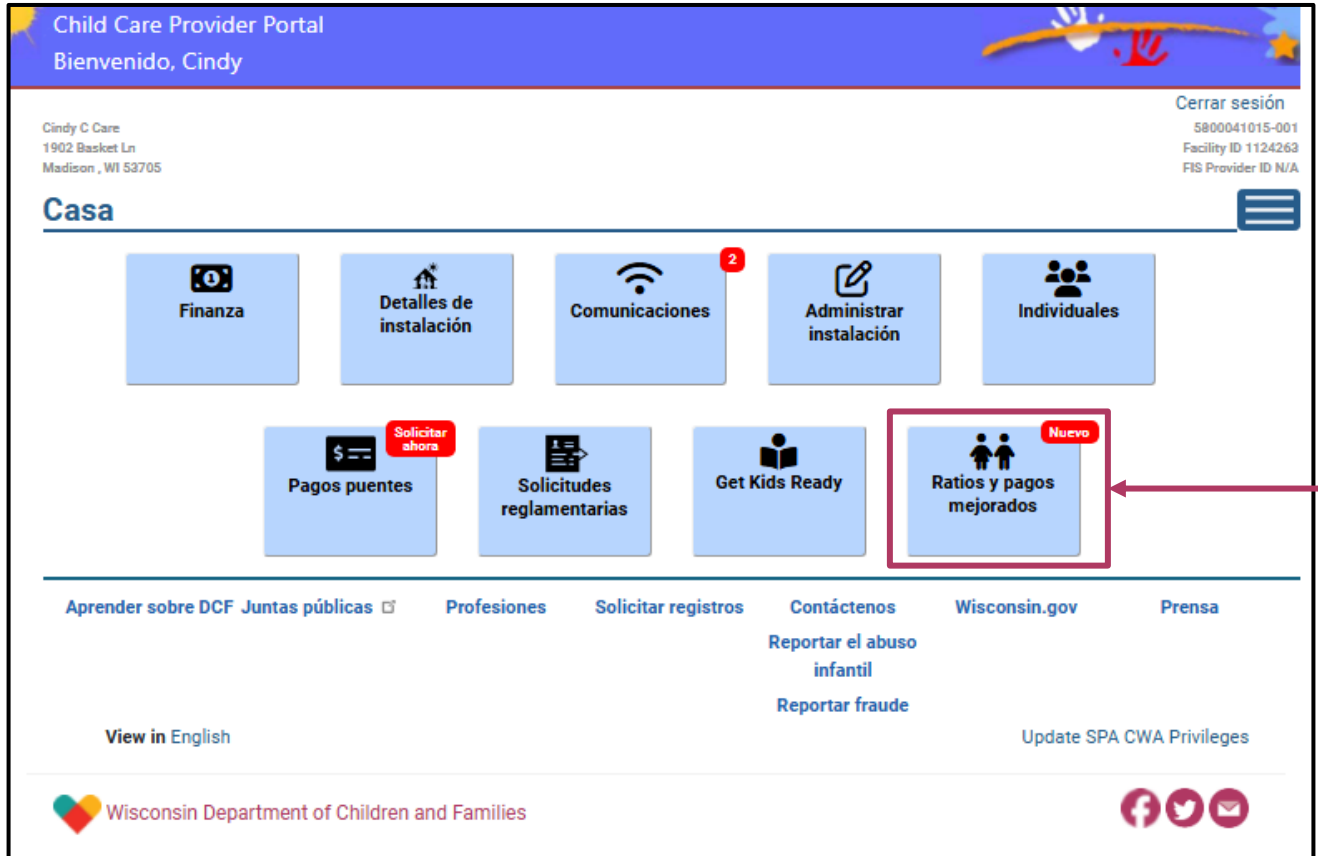 Child Care Provider Portal
Bienvenido, Cindy
Cerrar sesión
Cindy C Care
1902 Basket Ln
Madison , WI 53705
5800041015-001
Facility ID 1124263
FIS Provider ID N/A
Casa
Finanza
Detalles de
instalación
2
Comunicaciones
Administrar
instalación
Individuales
Solicitar
ahora
Pagos puentes
Solicitudes
reglamentarias
Get Kids Ready
Nuevo
Ratios y pagos
mejorados
Aprender sobre DCF Juntas públicas Profesiones Solicitar registros Contáctenos Wisconsin.gov Prensa
Reportar el abuso
infantil
Reportar fraude
View in English Update SPA CWA Privileges
Wisconsin Department of Children and Families